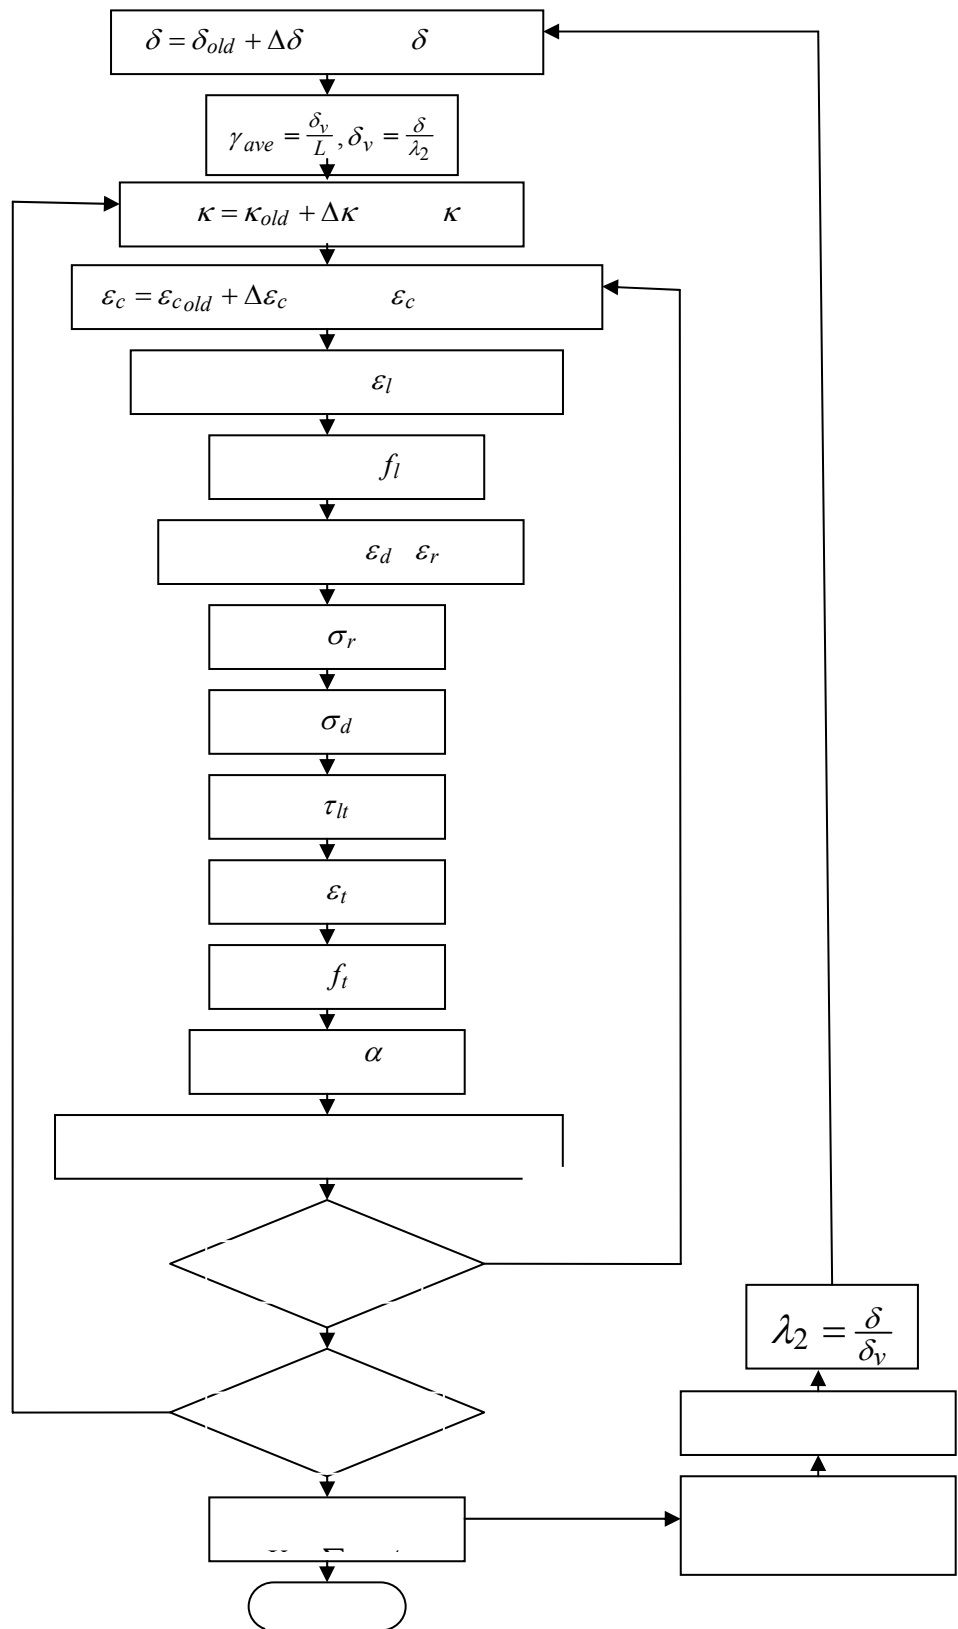 δ = δ_old + Δδ δ
γ_ave = δ_v/L , δ_v = δ/λ_2
κ = κ_old + Δκ κ
ε_c = ε_c old + Δε_c ε_c
ε_l
f_l
ε_d ε_r
σ_r
σ_d
τ_lt
ε_t
f_t
α
λ_2 = δ/δ_v